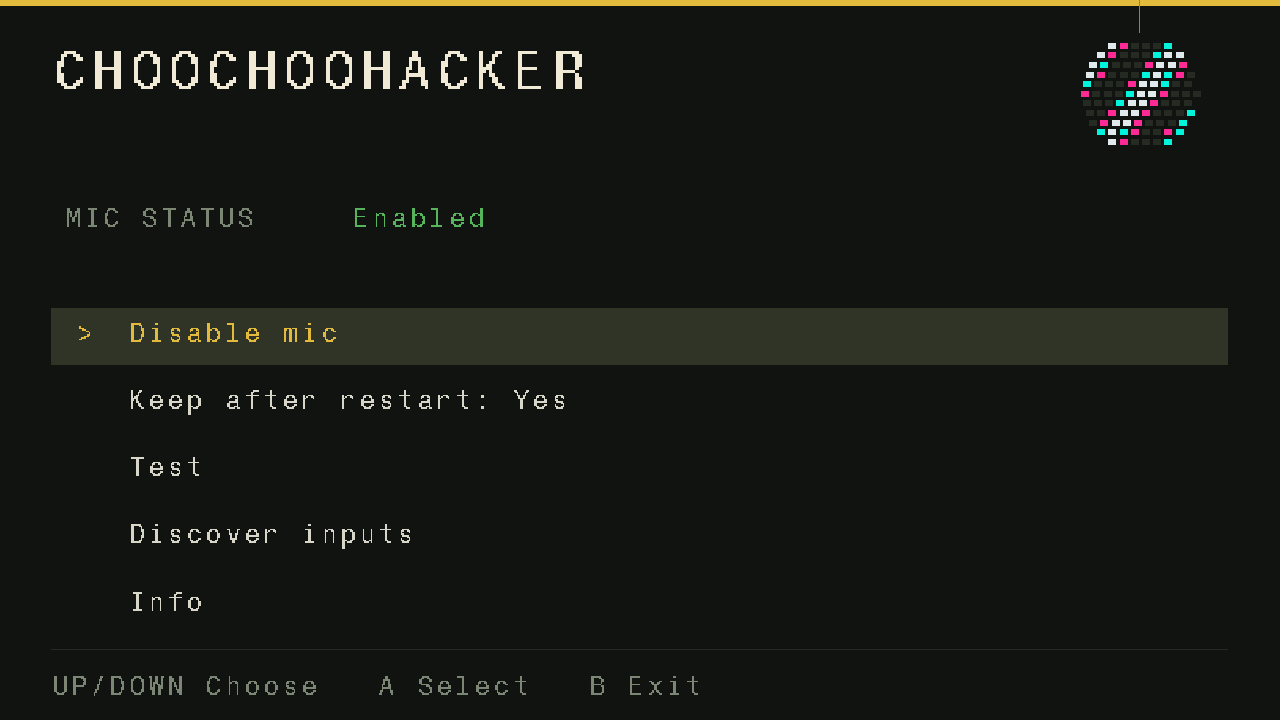 CHOOCHOOHACKER
MIC STATUS Enabled
> Disable mic
Keep after restart: Yes
Test
Discover inputs
Info
UP/DOWN Choose A Select B Exit